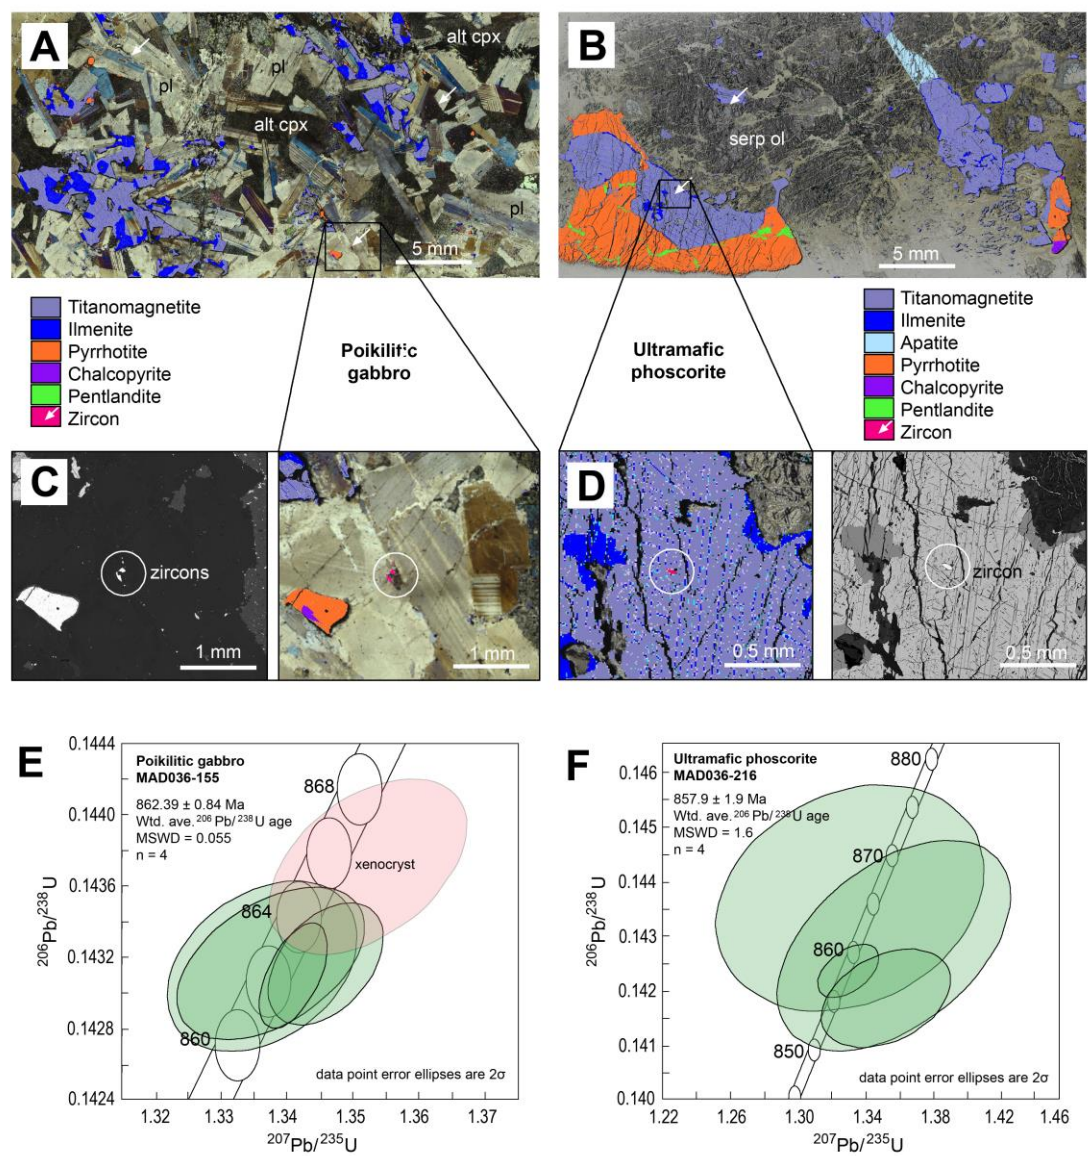 A
alt cpx
pl
pl
alt cpx
pl
5 mm
B
serp ol
5 mm
Titanomagnetite
Ilmenite
Pyrrhotite
Chalcopyrite
Pentlandite
Zircon
Poikilitic
gabbro
Ultramafic
phoscorite
Titanomagnetite
Ilmenite
Apatite
Pyrrhotite
Chalcopyrite
Pentlandite
Zircon
C
zircons
1 mm
1 mm
D
0.5 mm
zircon
0.5 mm
E
Poikilitic gabbro
MAD036-155
862.39 ± 0.84 Ma
Wtd. ave. 206Pb/238U age
MSWD = 0.055
n = 4
868
xenocryst
864
860
data point error ellipses are 2σ
0.1444
0.1440
0.1436
0.1432
0.1428
0.1424
206Pb/238U
1.32 1.33 1.34 1.35 1.36 1.37
207Pb/235U
F
Ultramafic phoscorite
MAD036-216
857.9 ± 1.9 Ma
Wtd. ave. 206Pb/238U age
MSWD = 1.6
n = 4
880
870
860
850
data point error ellipses are 2σ
0.146
0.145
0.144
0.143
0.142
0.141
0.140
206Pb/238U
1.22 1.26 1.30 1.34 1.38 1.42 1.46
207Pb/235U